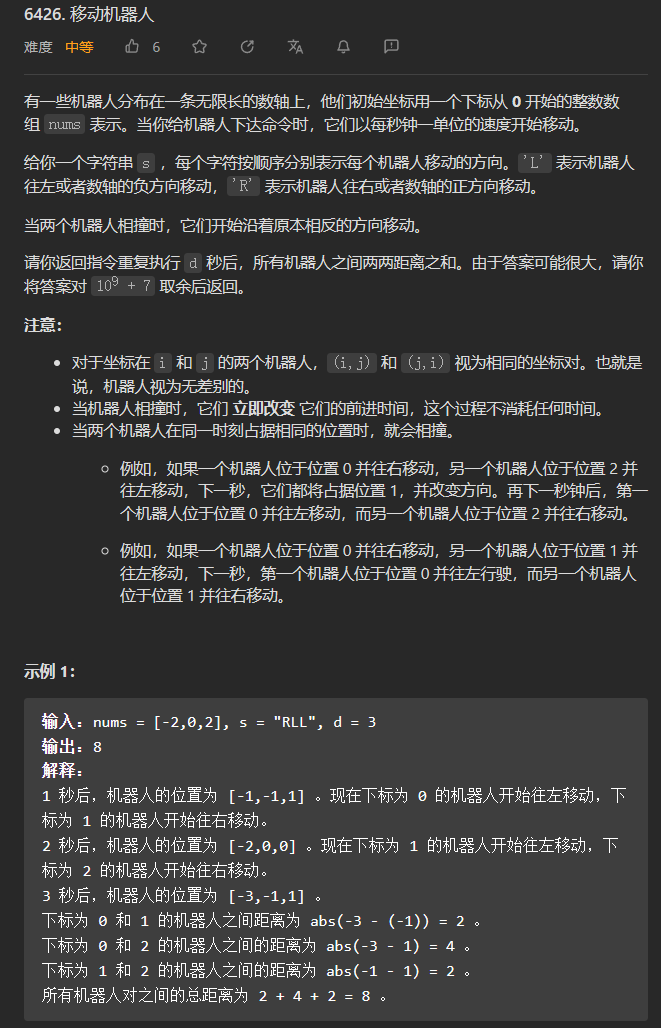 6426. 移动机器人
难度 中等 6
有一些机器人分布在一条无限长的数轴上，他们初始坐标用一个下标从 0 开始的整数数
组 nums 表示。当你给机器人下达命令时，它们以每秒钟一单位的速度开始移动。
给你一个字符串 s ，每个字符按顺序分别表示每个机器人移动的方向。'L' 表示机器人
往左或者数轴的负方向移动，'R' 表示机器人往右或者数轴的正方向移动。
当两个机器人相撞时，它们开始沿着原本相反的方向移动。
请你返回指令重复执行 d 秒后，所有机器人之间两两距离之和。由于答案可能很大，请你
将答案对 10⁹ + 7 取余后返回。
注意：
• 对于坐标在 i 和 j 的两个机器人，(i,j) 和 (j,i) 视为相同的坐标对。也就是
说，机器人视为无差别的。
• 当机器人相撞时，它们 立即改变 它们的前进时间，这个过程不消耗任何时间。
• 当两个机器人在同一时刻占据相同的位置时，就会相撞。
◦ 例如，如果一个机器人位于位置 0 并往右移动，另一个机器人位于位置 2 并
往左移动，下一秒，它们都将占据位置 1，并改变方向。再下一秒钟后，第一
个机器人位于位置 0 并往左移动，而另一个机器人位于位置 2 并往右移动。
◦ 例如，如果一个机器人位于位置 0 并往右移动，另一个机器人位于位置 1 并
往左移动，下一秒，第一个机器人位于位置 0 并往左行驶，而另一个机器人
位于位置 1 并往右移动。
示例 1：
输入：nums = [-2,0,2], s = "RLL", d = 3
输出：8
解释：
1 秒后，机器人的位置为 [-1,-1,1] 。现在下标为 0 的机器人开始往左移动，下
标为 1 的机器人开始往右移动。
2 秒后，机器人的位置为 [-2,0,0] 。现在下标为 1 的机器人开始往左移动，下
标为 2 的机器人开始往右移动。
3 秒后，机器人的位置为 [-3,-1,1] 。
下标为 0 和 1 的机器人之间距离为 abs(-3 - (-1)) = 2 。
下标为 0 和 2 的机器人之间的距离为 abs(-3 - 1) = 4 。
下标为 1 和 2 的机器人之间的距离为 abs(-1 - 1) = 2 。
所有机器人对之间的总距离为 2 + 4 + 2 = 8 。